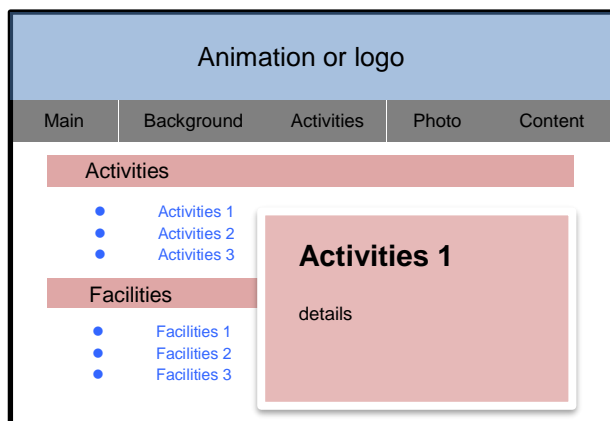 Animation or logo
Main Background Activities Photo Content
Activities
Activities 1
Activities 2
Activities 3
Activities 1
details
Facilities
Facilities 1
Facilities 2
Facilities 3